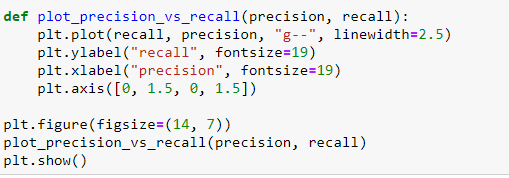 def plot_precision_vs_recall(precision, recall):
    plt.plot(recall, precision, "g--", linewidth=2.5)
    plt.ylabel("recall", fontsize=19)
    plt.xlabel("precision", fontsize=19)
    plt.axis([0, 1.5, 0, 1.5])

plt.figure(figsize=(14, 7))
plot_precision_vs_recall(precision, recall)
plt.show()